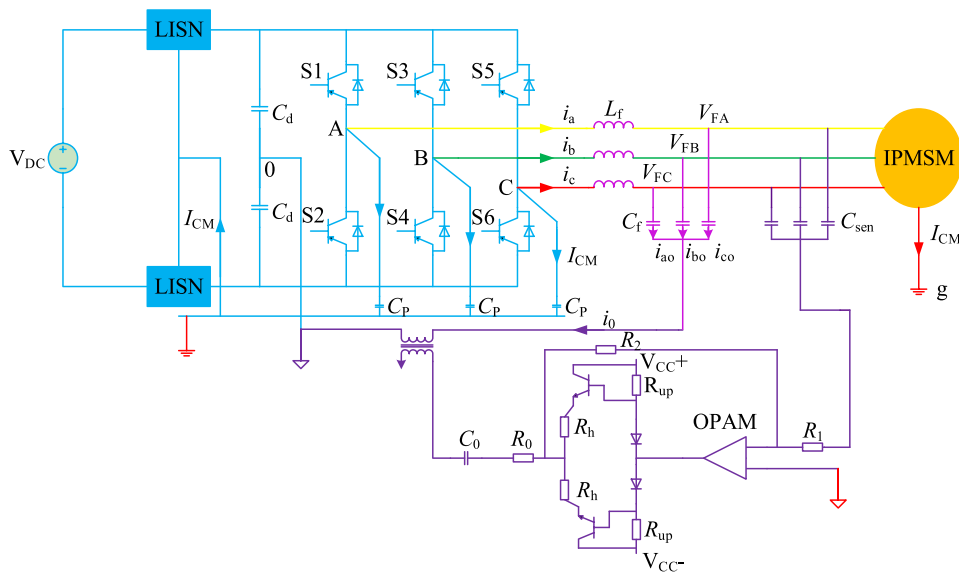 LISN
S1
S3
S5
i_a
L_f
V_FA
C_d
A
i_b
V_FB
V_DC
B
IPMSM
0
i_c
V_FC
C
C_d
S2
S4
S6
C_f
C_sen
I_CM
I_CM
i_ao
i_bo
i_co
I_CM
LISN
g
C_P
C_P
C_P
i_0
R_2
V_CC+
R_up
OPAM
R_h
R_1
C_0
R_0
R_h
R_up
V_CC-